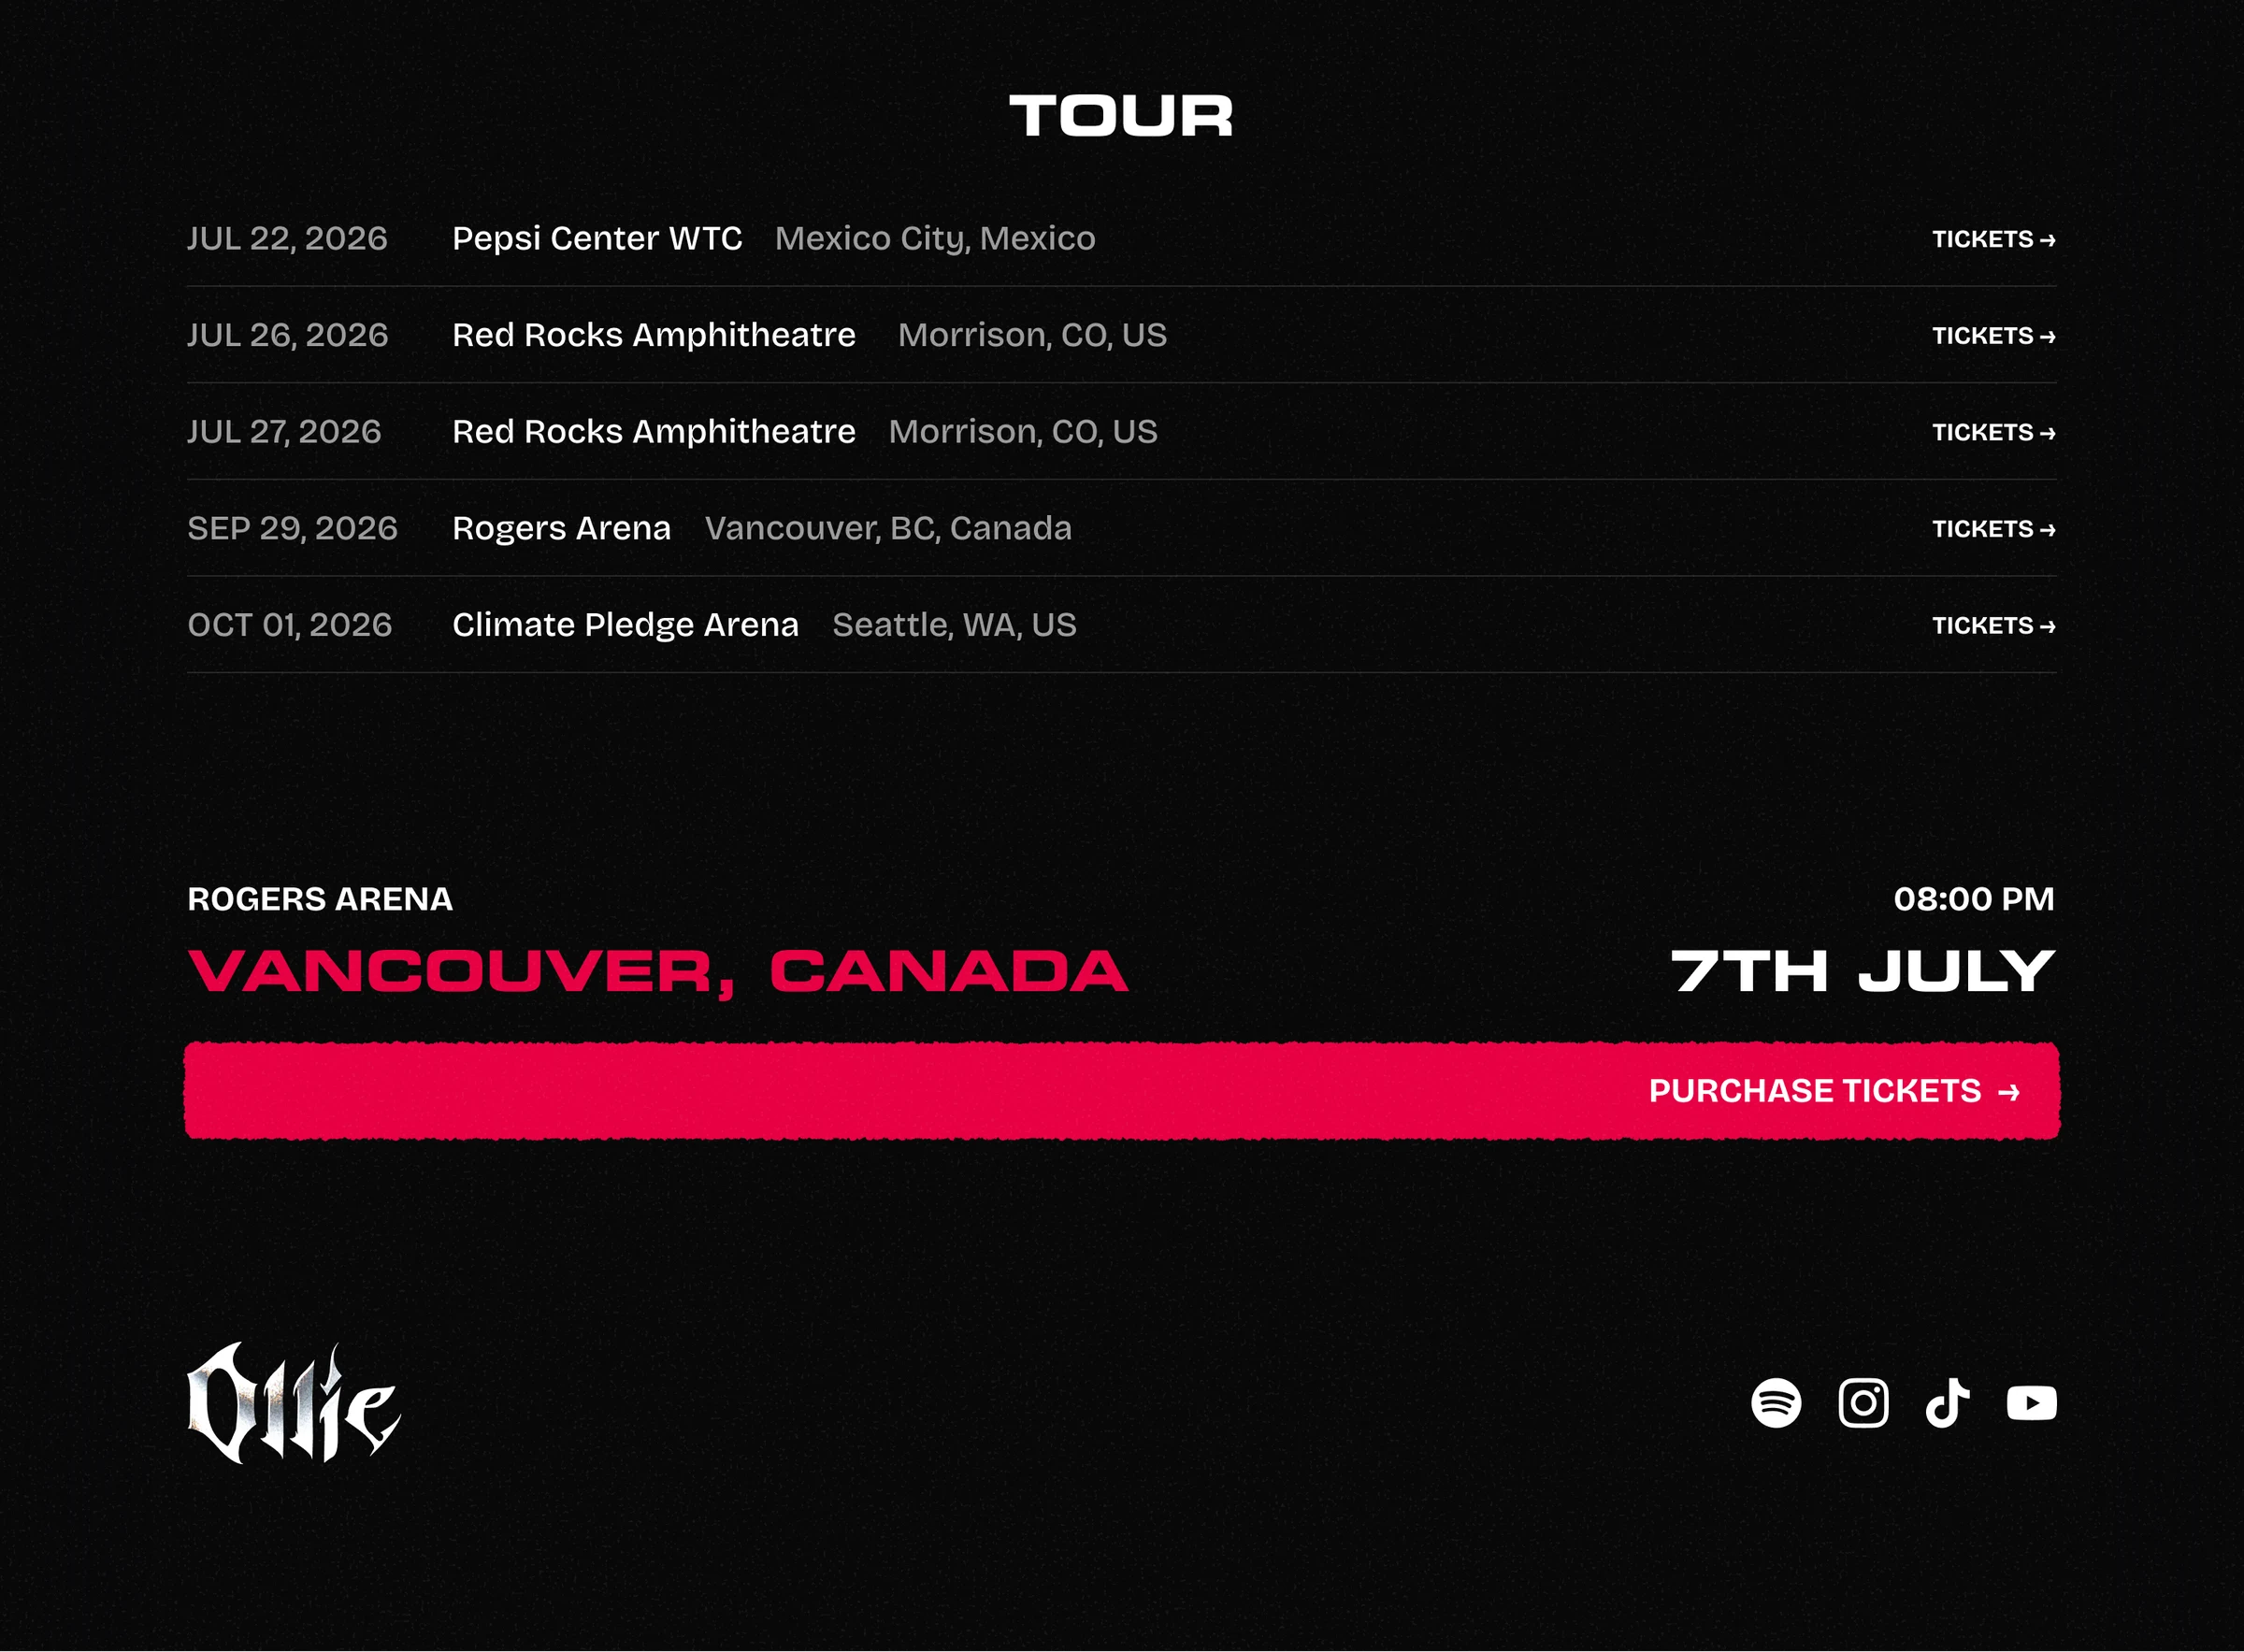 TOUR
JUL 22, 2026 Pepsi Center WTC Mexico City, Mexico TICKETS →
JUL 26, 2026 Red Rocks Amphitheatre Morrison, CO, US TICKETS →
JUL 27, 2026 Red Rocks Amphitheatre Morrison, CO, US TICKETS →
SEP 29, 2026 Rogers Arena Vancouver, BC, Canada TICKETS →
OCT 01, 2026 Climate Pledge Arena Seattle, WA, US TICKETS →
ROGERS ARENA 08:00 PM
VANCOUVER, CANADA 7TH JULY
PURCHASE TICKETS →
Ollie